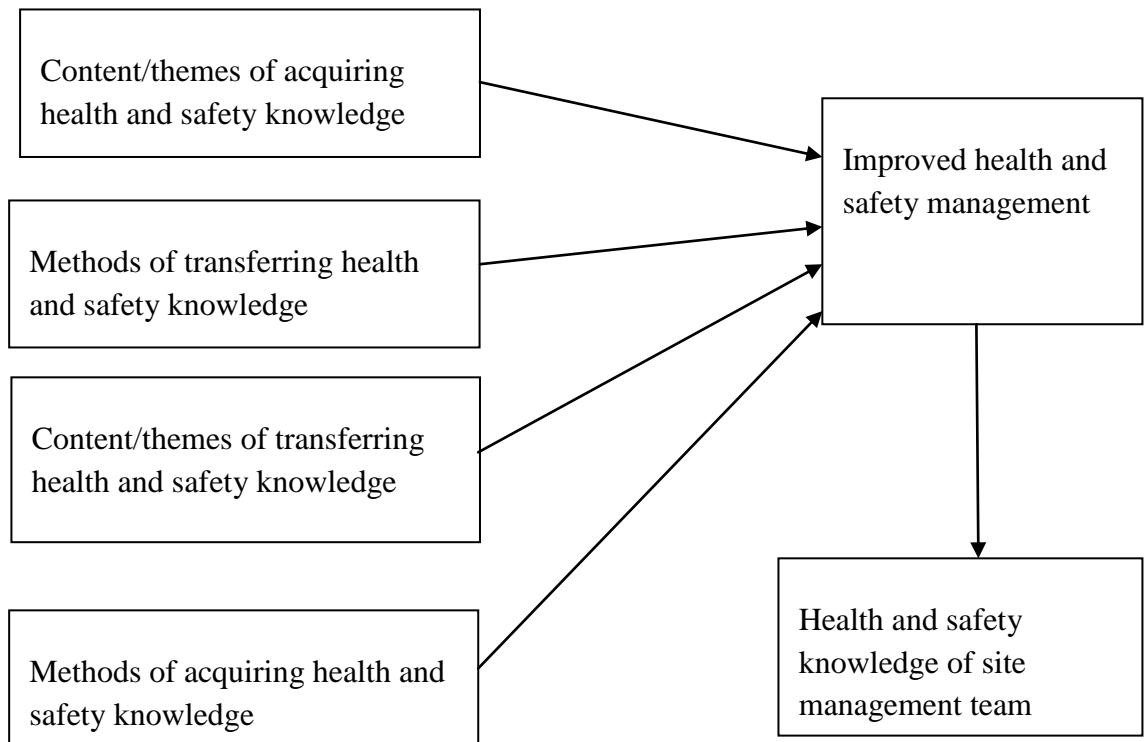 Content/themes of acquiring
health and safety knowledge
Improved health and
safety management
Methods of transferring health
and safety knowledge
Content/themes of transferring
health and safety knowledge
Methods of acquiring health and
safety knowledge
Health and safety
knowledge of site
management team